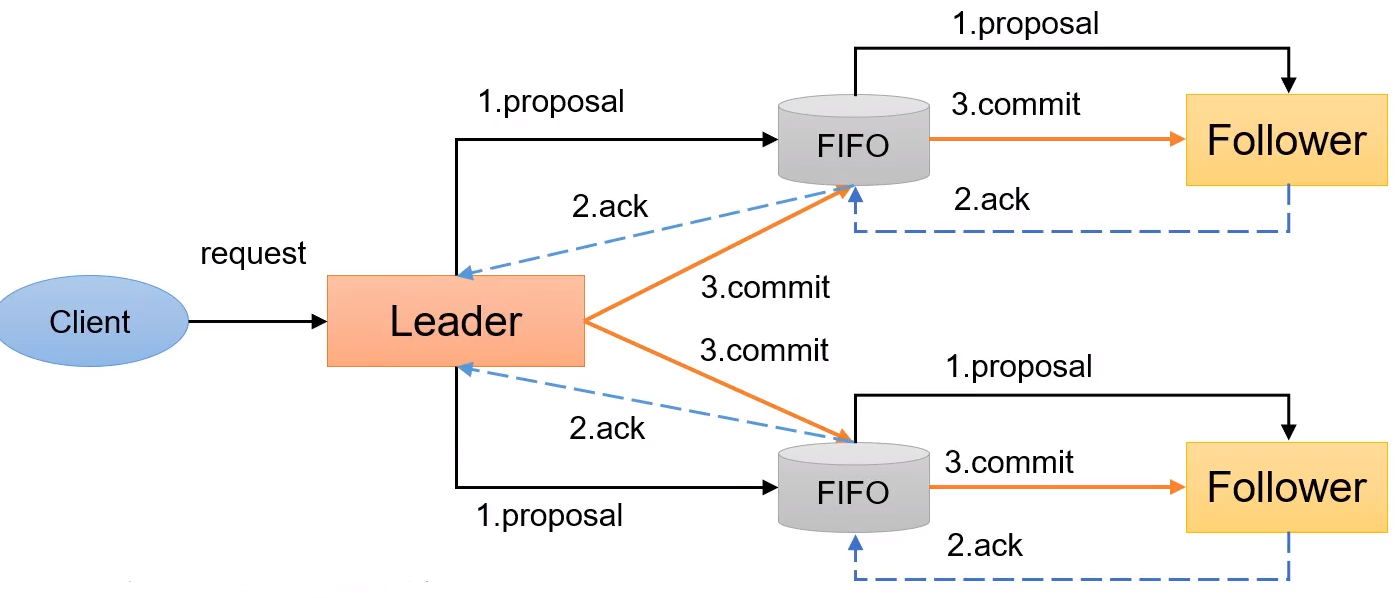 1.proposal
1.proposal
3.commit
FIFO
Follower
2.ack
2.ack
request
3.commit
Client
Leader
3.commit
1.proposal
2.ack
3.commit
FIFO
Follower
1.proposal
2.ack